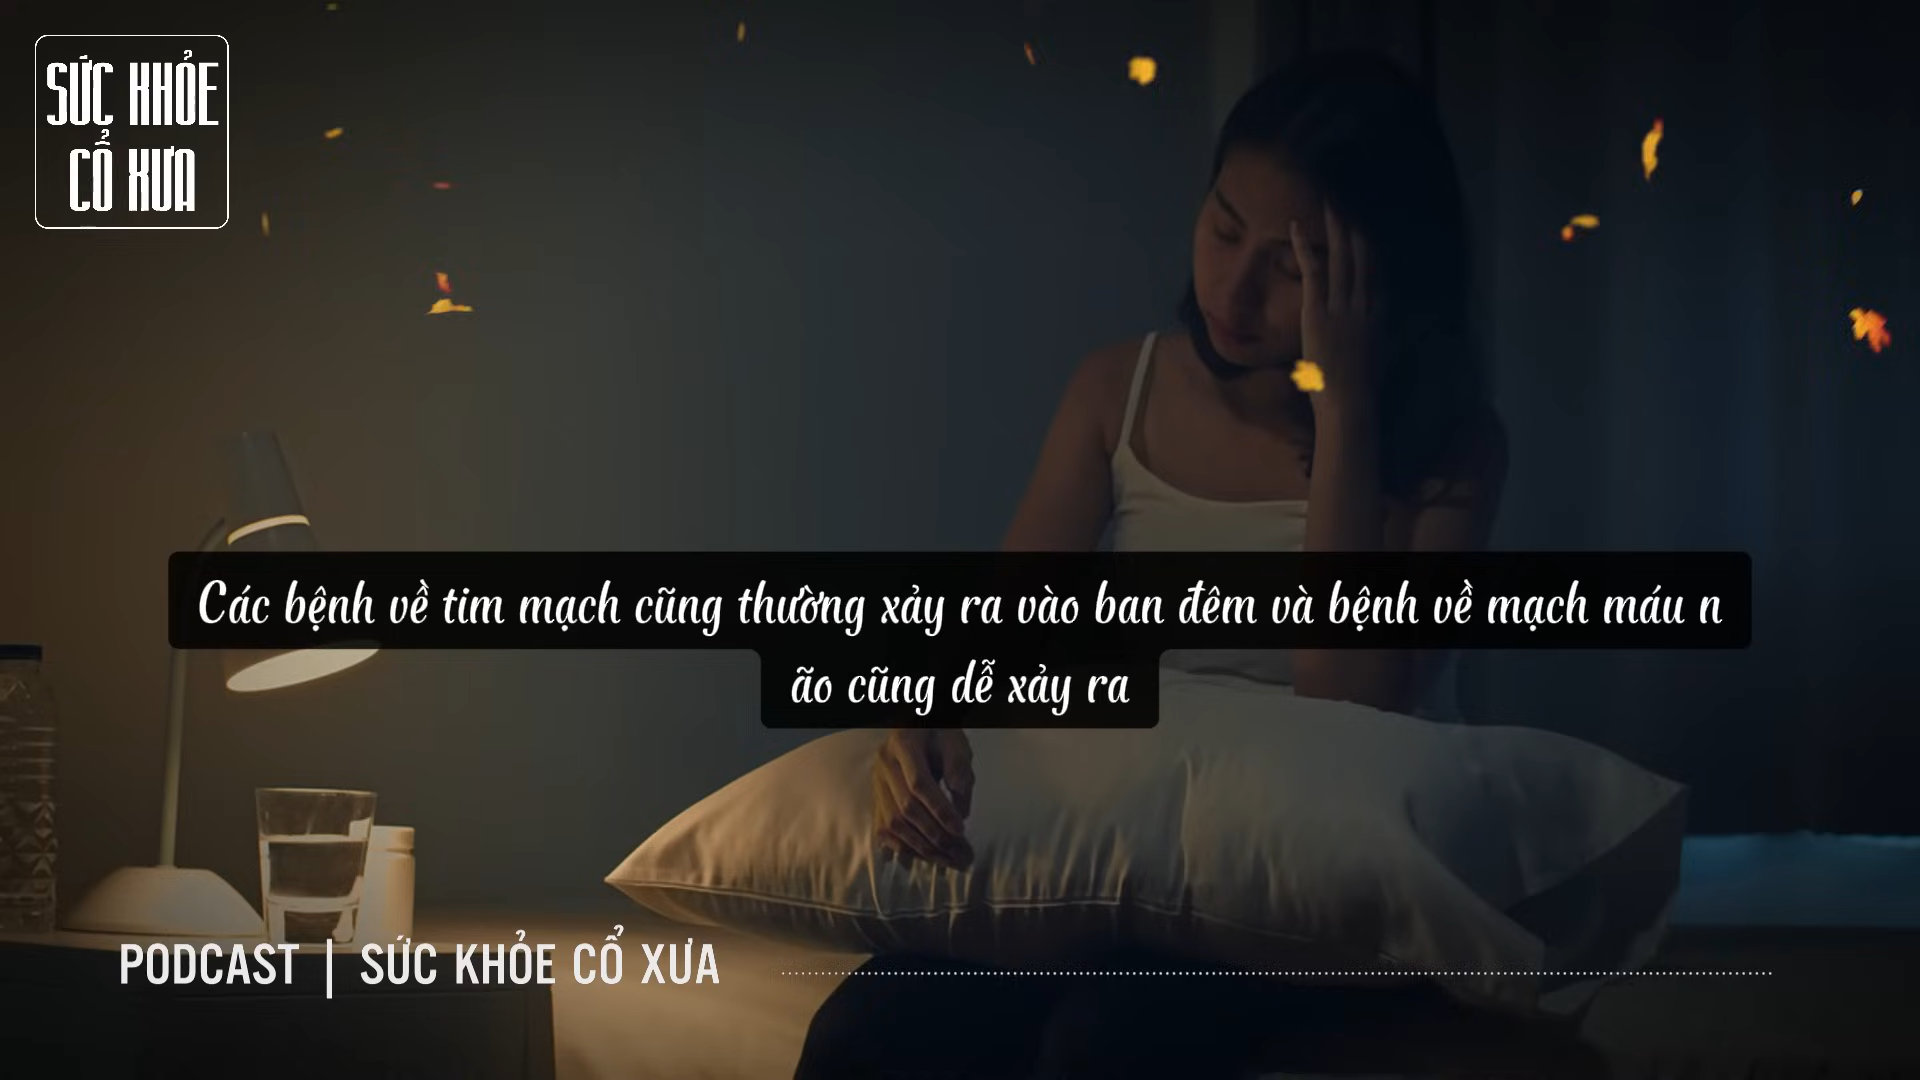 SỨC KHỎE
CỔ XƯA
Các bệnh về tim mạch cũng thường xảy ra vào ban đêm và bệnh về mạch máu n
ão cũng dễ xảy ra
PODCAST | SỨC KHỎE CỔ XƯA